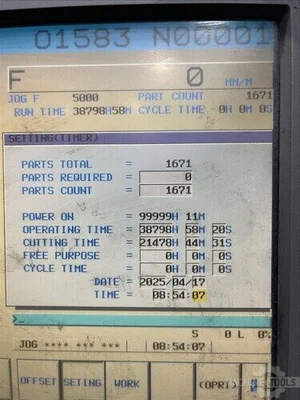 O1583 N00001
F 0 MM/M
JOG F 5000 PART COUNT 1671
RUN TIME 38798H58M CYCLE TIME 0H 0M 0S
SETTING(TIMER)
PARTS TOTAL = 1671
PARTS REQUIRED = 0
PARTS COUNT = 1671
POWER ON = 99999H 11M
OPERATING TIME = 38798H 58M 20S
CUTTING TIME = 21478H 44M 31S
FREE PURPOSE = 0H 0M 0S
CYCLE TIME = 0H 0M 0S
DATE = 2025/04/17
TIME = 08:54:07
>_
S 0 L 0%
JOG **** *** *** 08:54:07
OFFSET SETING WORK (OPRT)
TOOLS